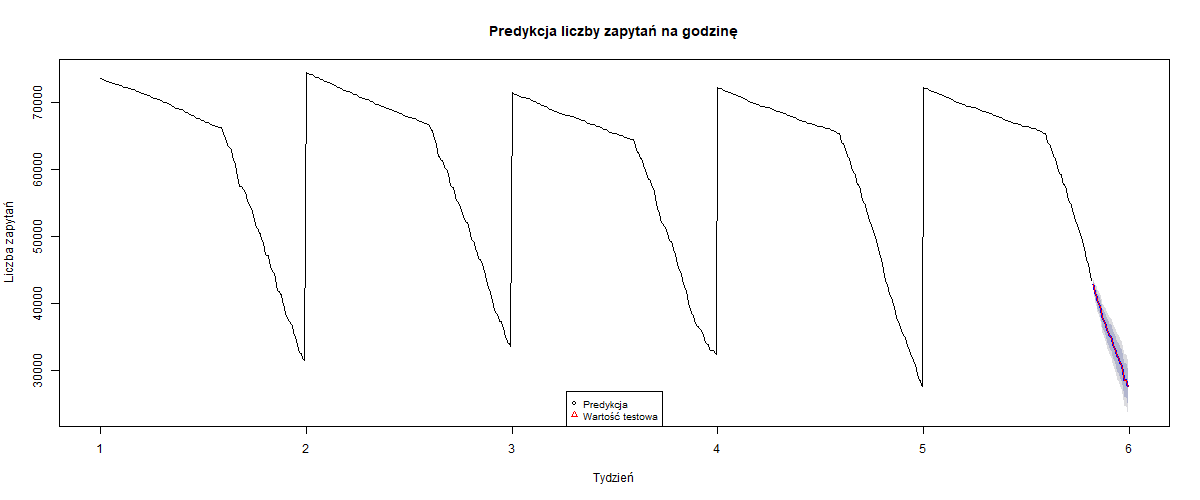 Predykcja liczby zapytań na godzinę
Liczba zapytań
70000
60000
50000
40000
30000
Predykcja
Wartość testowa
1 2 3 4 5 6
Tydzień